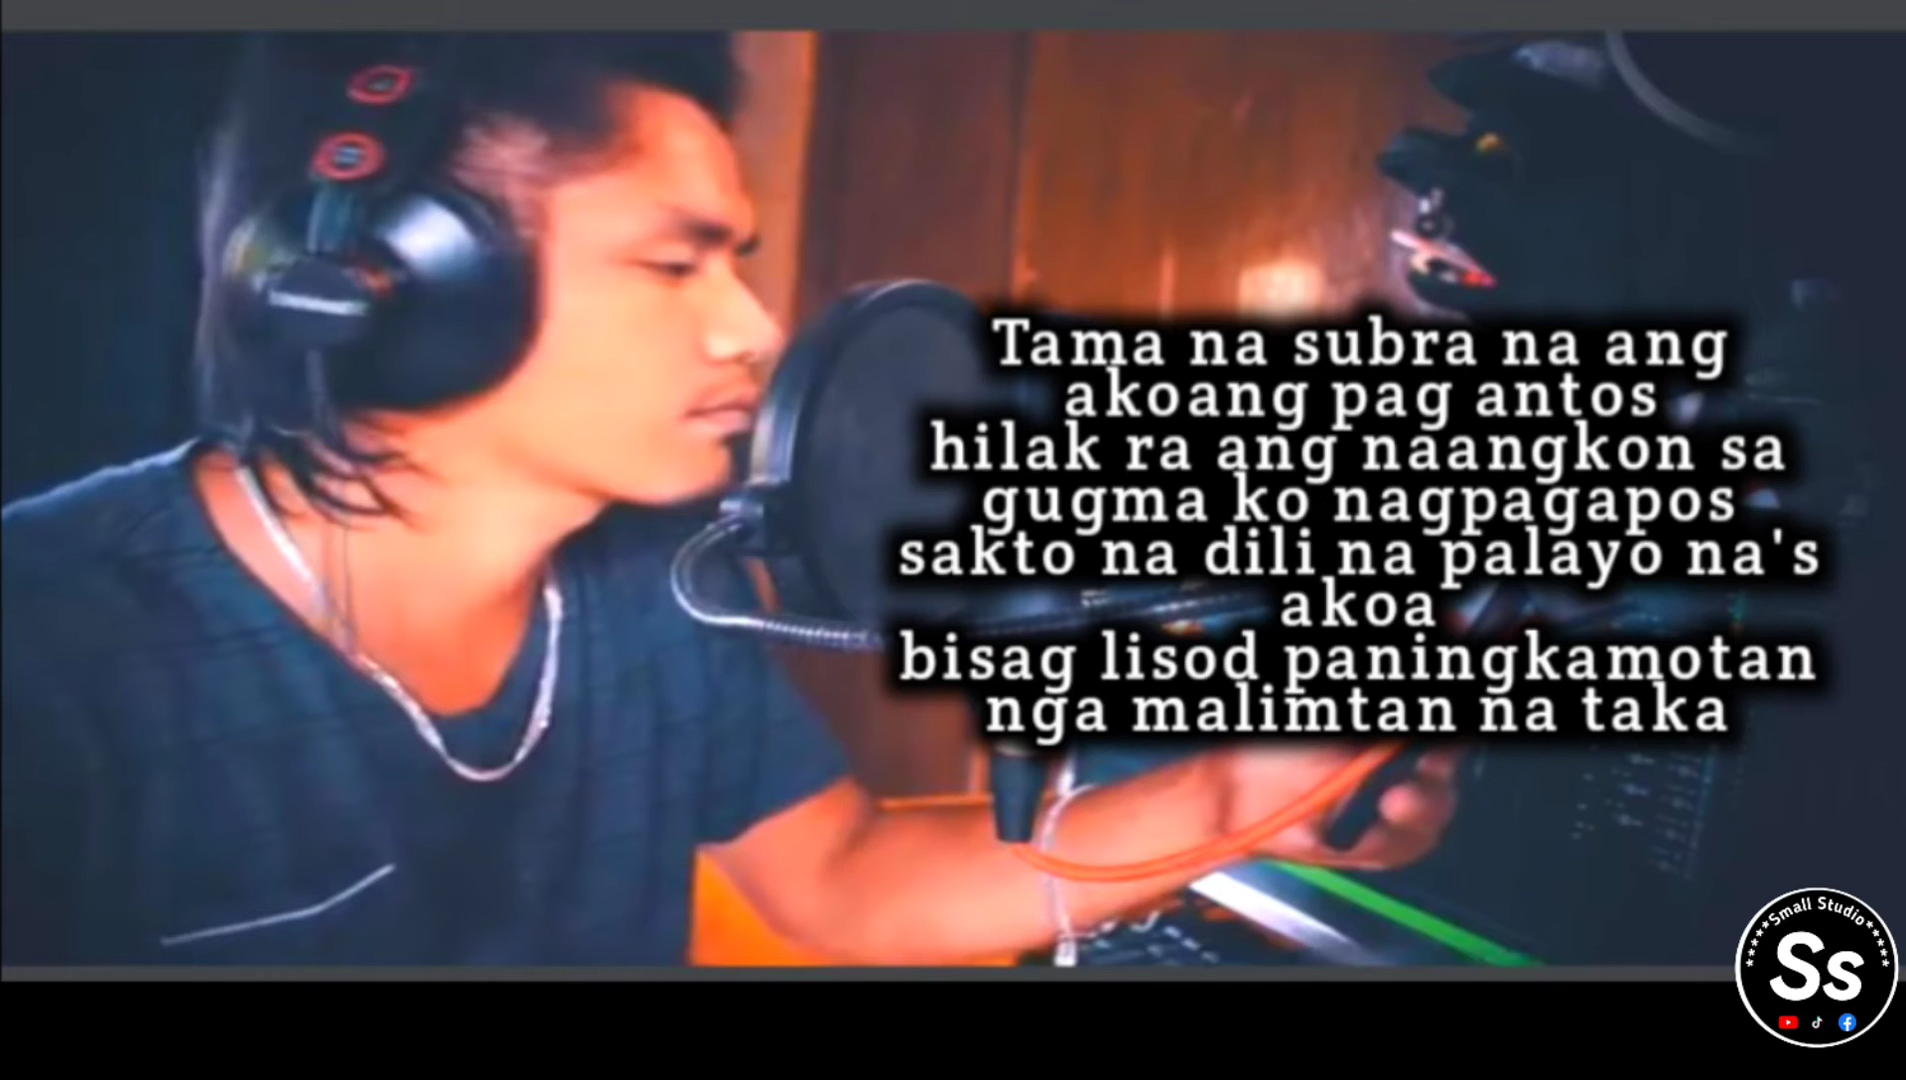 Tama na subra na ang
akoang pag antos
hilak ra ang naangkon sa
gugma ko nagpagapos
sakto na dili na palayo na's
akoa
bisag lisod paningkamotan
nga malimtan na taka
Small Studio
Ss